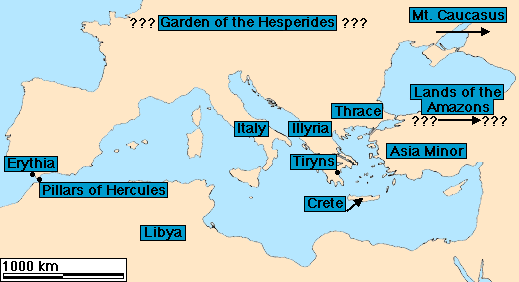 Mt. Caucasus
??? Garden of the Hesperides ???
Lands of the
Amazons
??? ???
Thrace
Italy
Illyria
Asia Minor
Tiryns
Erythia
Pillars of Hercules
Crete
Libya
1000 km